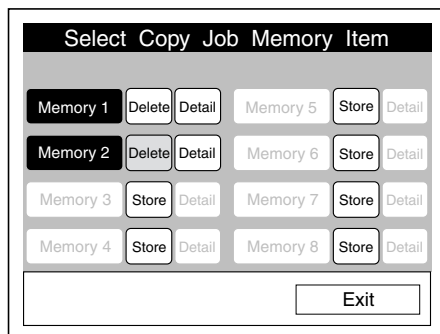 Select Copy Job Memory Item
Memory 1 Delete Detail Memory 5 Store Detail
Memory 2 Delete Detail Memory 6 Store Detail
Memory 3 Store Detail Memory 7 Store Detail
Memory 4 Store Detail Memory 8 Store Detail
Exit